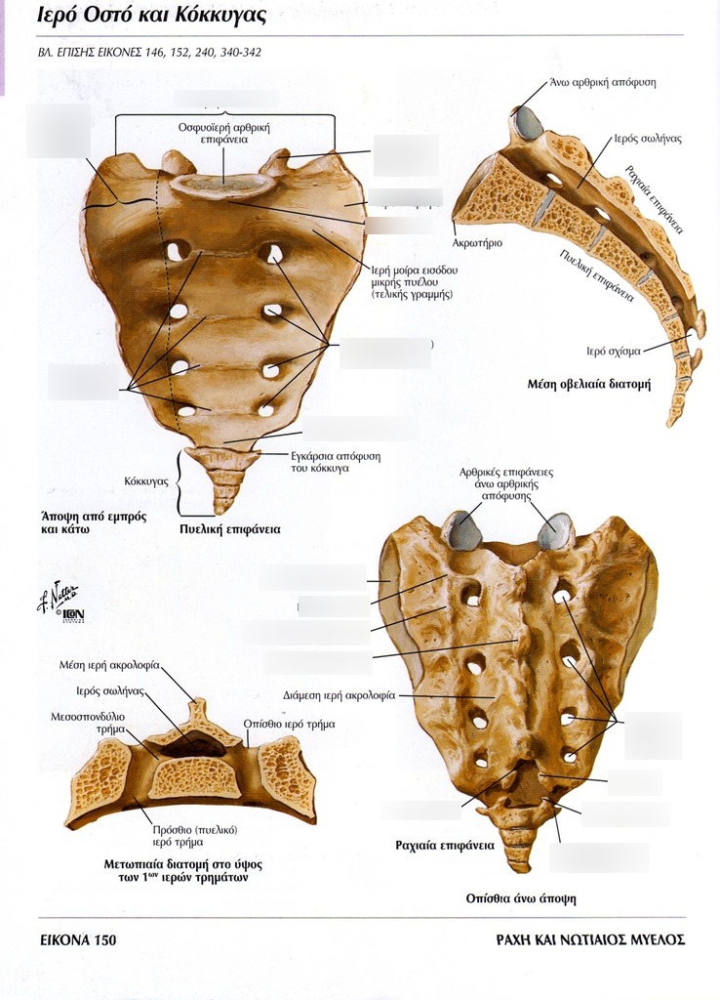 Ιερό Οστό και Κόκκυγας
ΒΛ. ΕΠΙΣΗΣ ΕΙΚΟΝΕΣ 146, 152, 240, 340-342
Οσφυοϊερή αρθρική
επιφάνεια
Ιερή μοίρα εισόδου
μικρής πυέλου
(τελικής γραμμής)
)
Εγκάρσια απόφυση
του κόκκυγα
Κόκκυγας
Άποψη από εμπρός
και κάτω
Πυελική επιφάνεια
Άνω αρθρική απόφυση
Ιερός σωλήνας
Ραχιαία επιφάνεια
Ακρωτήριο
Πυελική επιφάνεια
Ιερό σχίσμα
Μέση οβελιαία διατομή
Αρθρικές επιφάνειες
άνω αρθρικής
απόφυσης
Διάμεση ιερή ακρολοφία
Ραχιαία επιφάνεια
Οπίσθια άνω άποψη
F. Netter
M.D.
© ICON
Μέση ιερή ακρολοφία
Ιερός σωλήνας
Μεσοσπονδύλιο
τρήμα
Οπίσθιο ιερό τρήμα
Πρόσθιο (πυελικό)
ιερό τρήμα
Μετωπιαία διατομή στο ύψος
των 1ων ιερών τρημάτων
ΕΙΚΟΝΑ 150
ΡΑΧΗ ΚΑΙ ΝΩΤΙΑΙΟΣ ΜΥΕΛΟΣ